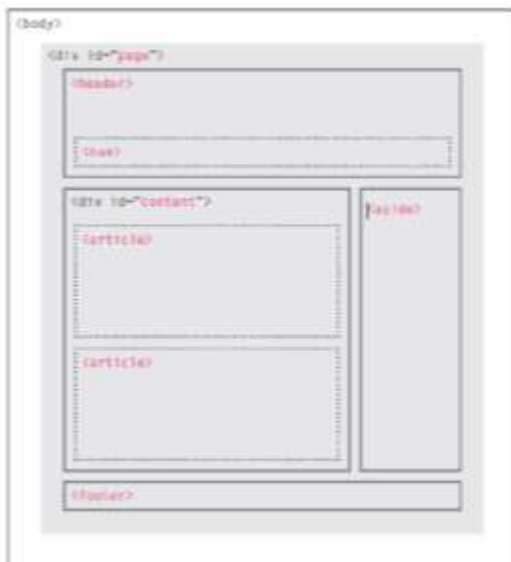 <body>
<div id="page">
<header>
<nav>
<div id="content">
<article>
<article>
<aside>
<footer>